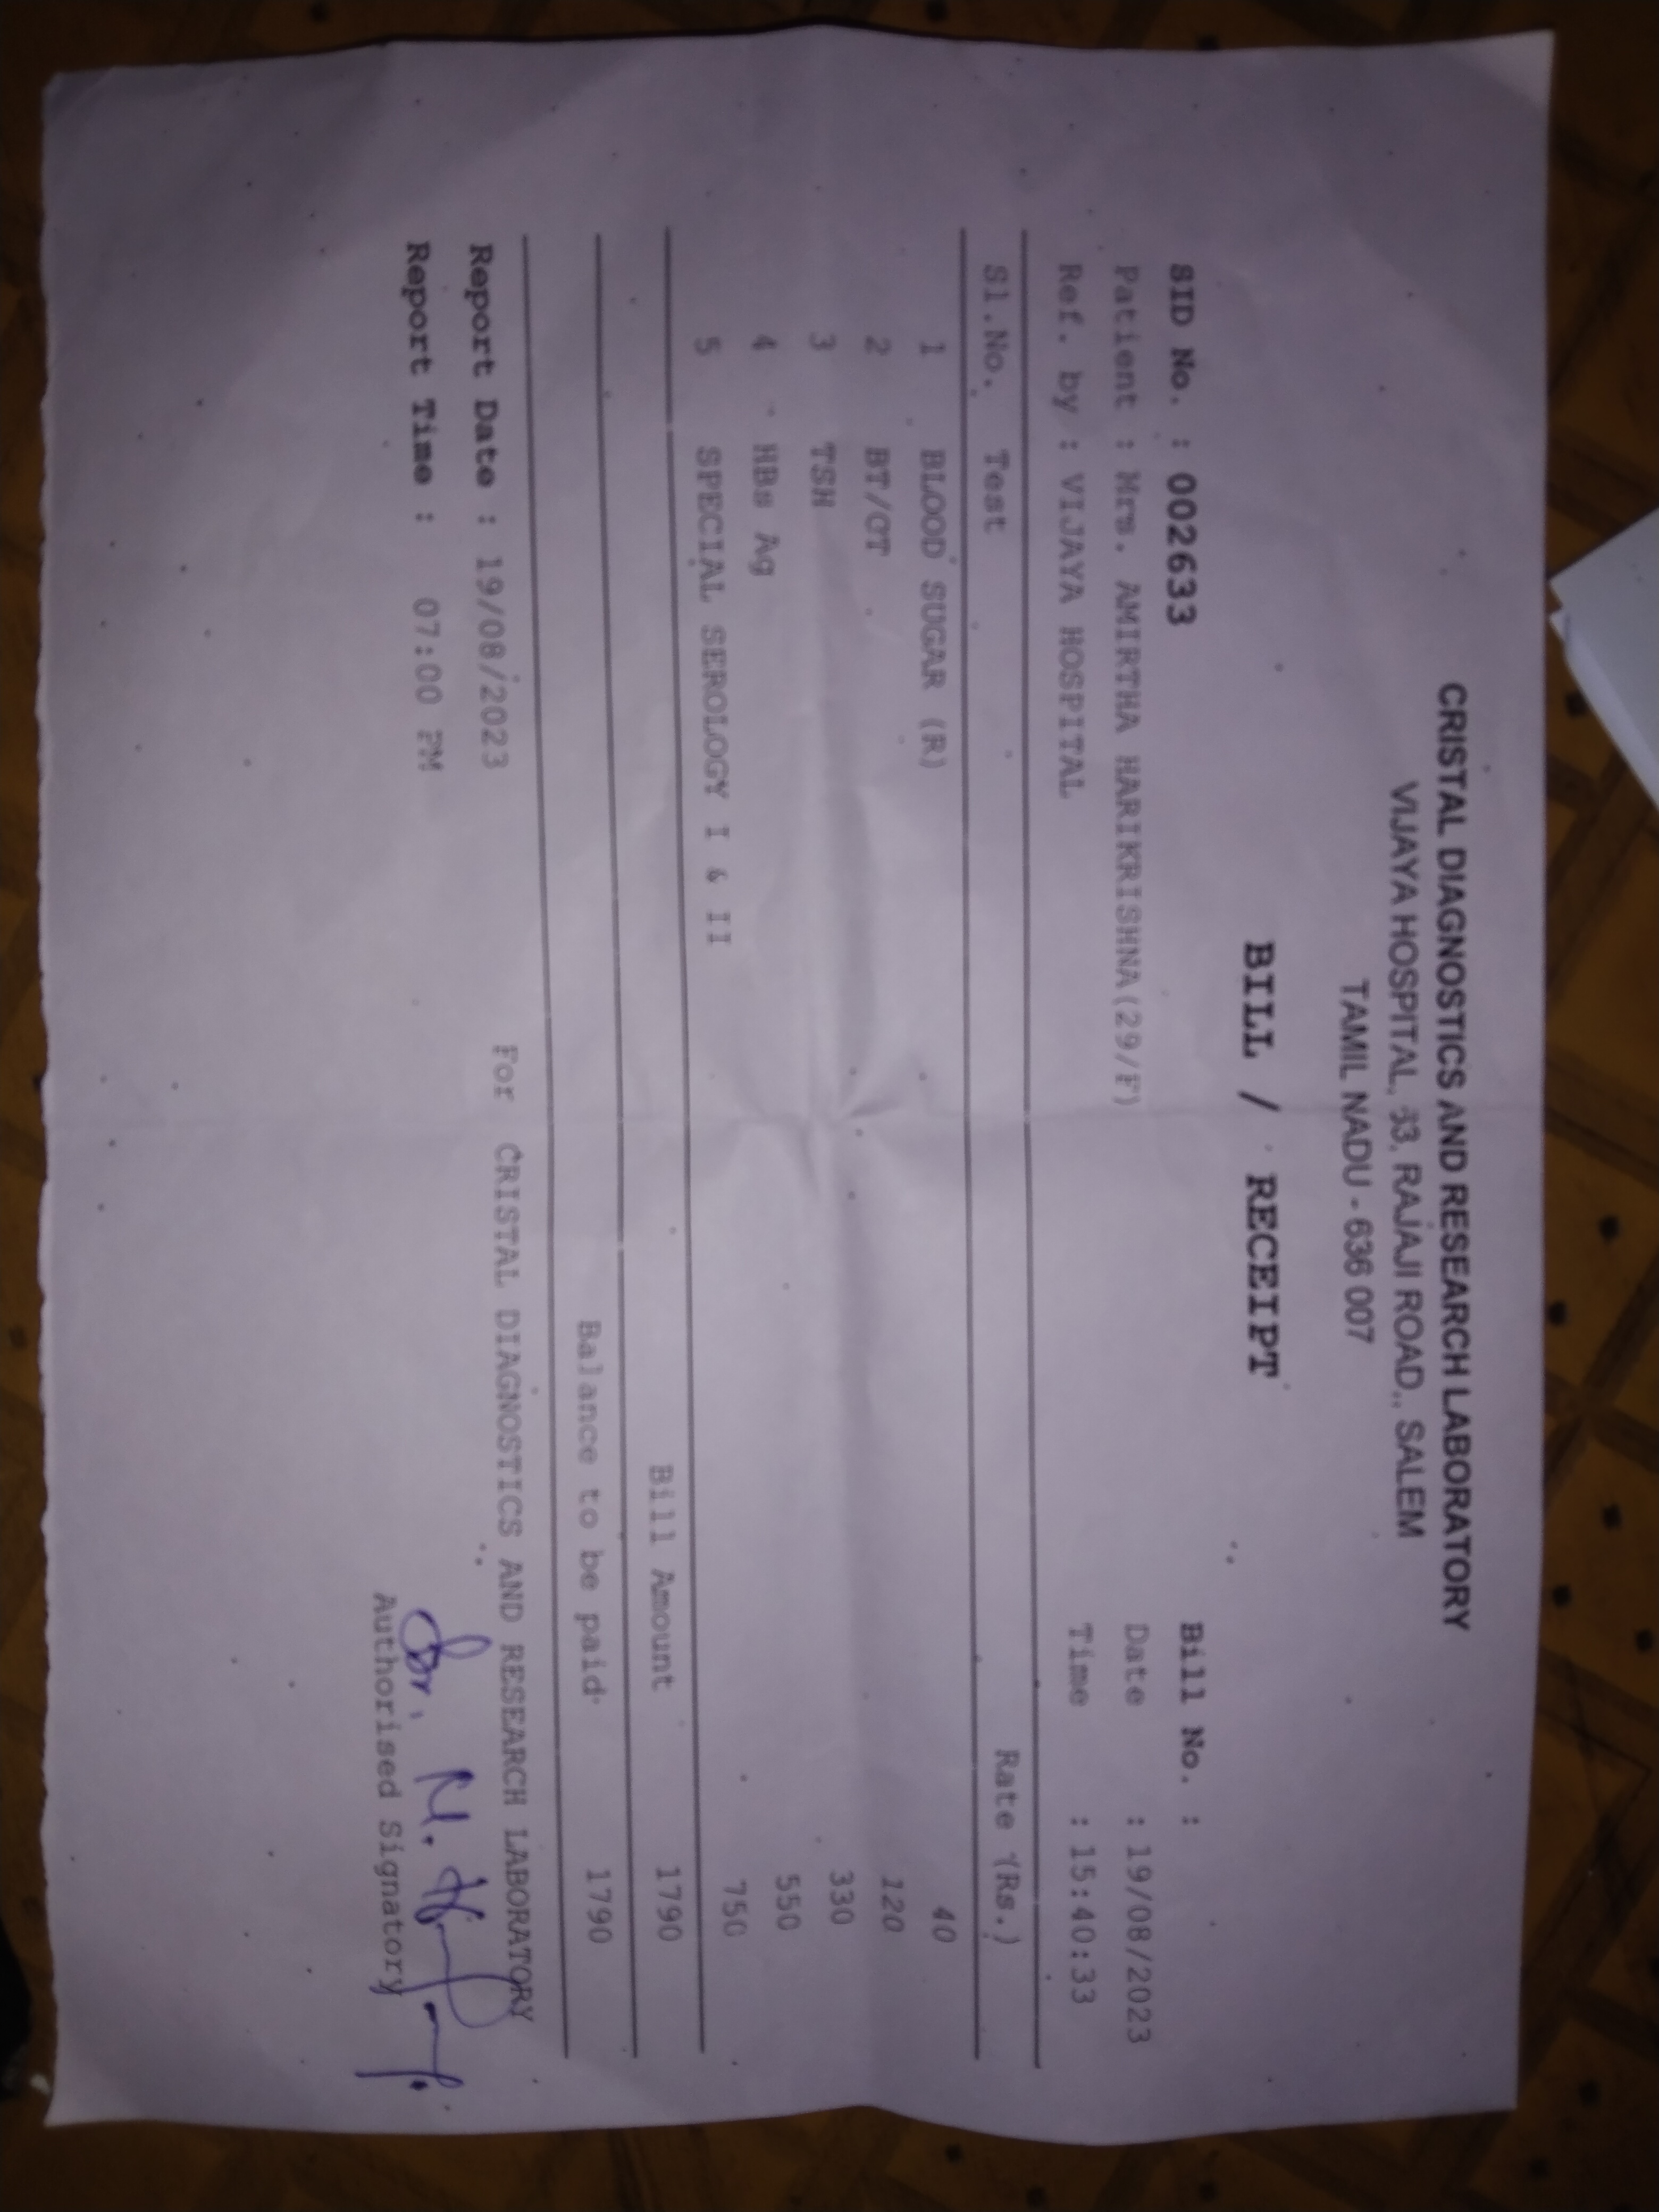 CRISTAL DIAGNOSTICS AND RESEARCH LABORATORY
VIJAYA HOSPITAL, 33, RAJAJI ROAD,, SALEM
TAMIL NADU - 636 007
BILL / RECEIPT
SID No. : 002633 Bill No. :
Patient : Mrs. AMIRTHA HARIKRISHNA(29/F) Date : 19/08/2023
Ref. by : VIJAYA HOSPITAL Time : 15:40:33
Sl.No. Test Rate (Rs.)
1 BLOOD SUGAR (R) 40
2 BT/CT 120
3 TSH 330
4 HBs Ag 550
5 SPECIAL SEROLOGY I & II 750
Bill Amount 1790
Balance to be paid 1790
Report Date : 19/08/2023 For CRISTAL DIAGNOSTICS AND RESEARCH LABORATORY
Report Time : 07:00 PM
Authorised Signatory